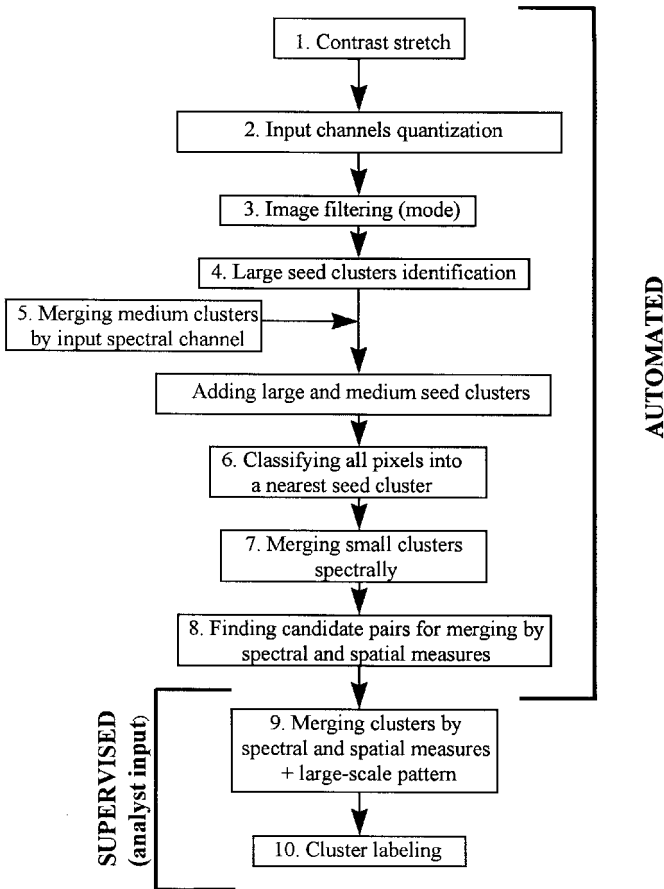 1. Contrast stretch
2. Input channels quantization
3. Image filtering (mode)
4. Large seed clusters identification
5. Merging medium clusters
by input spectral channel
Adding large and medium seed clusters
6. Classifying all pixels into
a nearest seed cluster
7. Merging small clusters
spectrally
8. Finding candidate pairs for merging by
spectral and spatial measures
9. Merging clusters by
spectral and spatial measures
+ large-scale pattern
10. Cluster labeling
AUTOMATED
SUPERVISED
(analyst input)